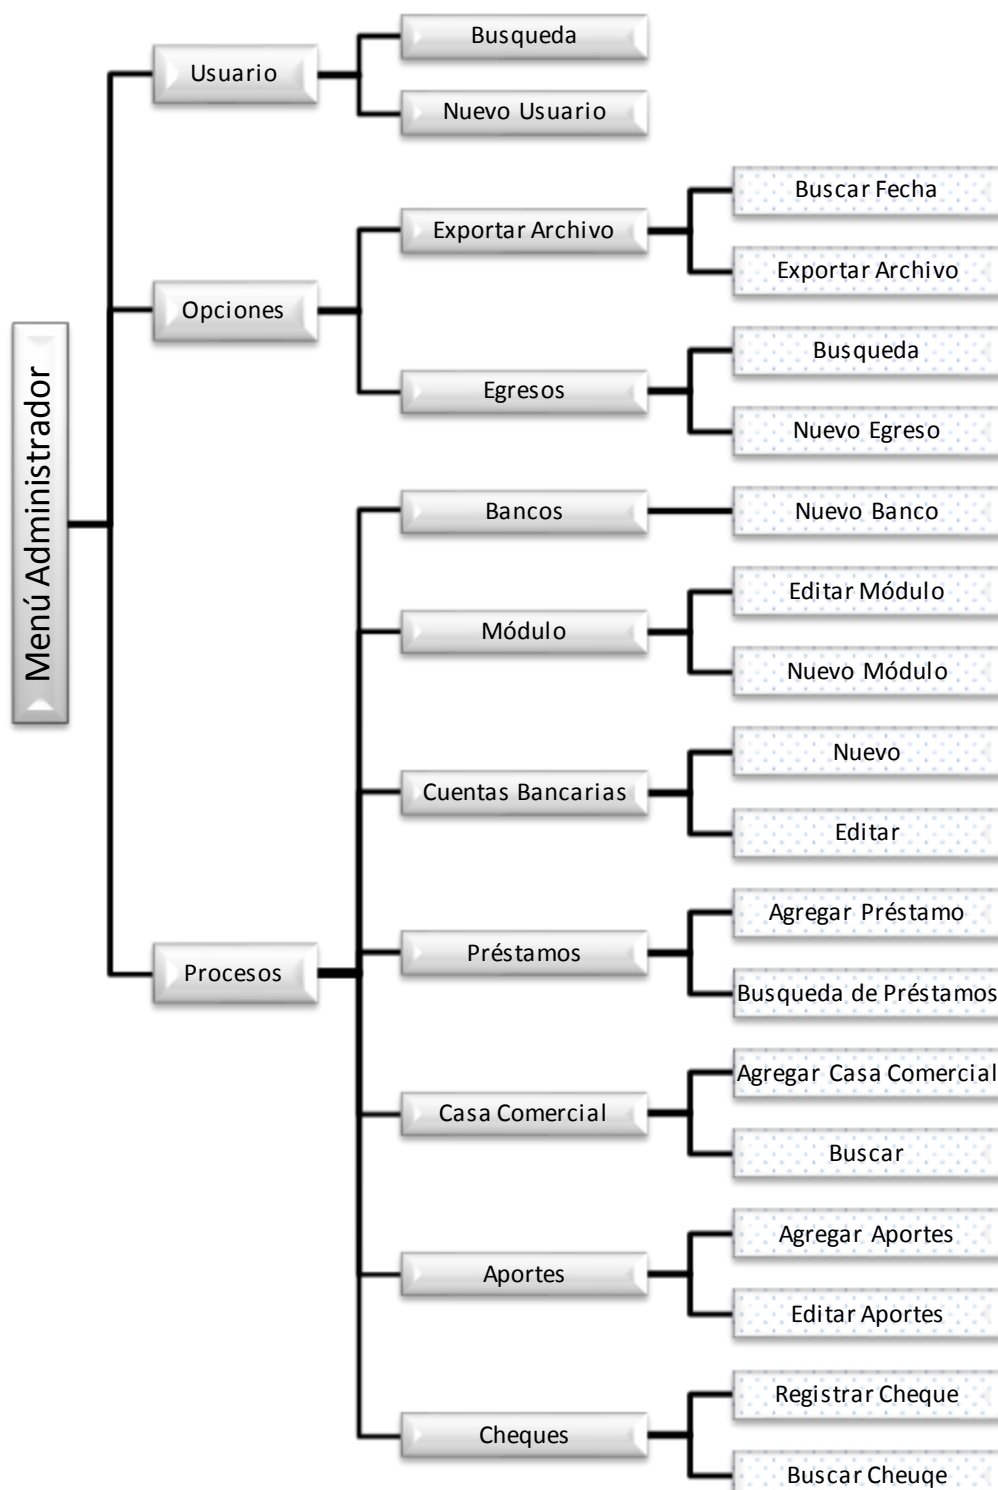 Menú Administrador
Usuario
Busqueda
Nuevo Usuario
Opciones
Exportar Archivo
Buscar Fecha
Exportar Archivo
Egresos
Busqueda
Nuevo Egreso
Procesos
Bancos
Nuevo Banco
Módulo
Editar Módulo
Nuevo Módulo
Cuentas Bancarias
Nuevo
Editar
Préstamos
Agregar Préstamo
Busqueda de Préstamos
Casa Comercial
Agregar Casa Comercial
Buscar
Aportes
Agregar Aportes
Editar Aportes
Cheques
Registrar Cheque
Buscar Cheuqe